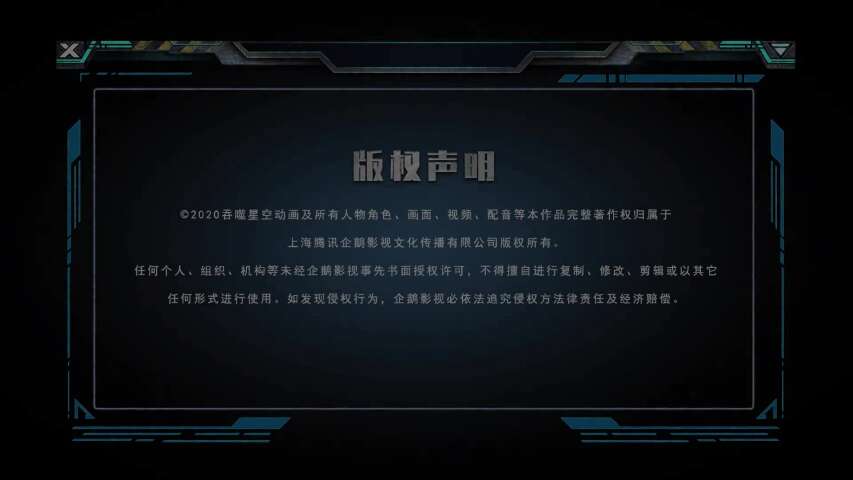 版权声明
©2020吞噬星空动画及所有人物角色、画面、视频、配音等本作品完整著作权归属于
上海腾讯企鹅影视文化传播有限公司版权所有。
任何个人、组织、机构等未经企鹅影视事先书面授权许可，不得擅自进行复制、修改、剪辑或以其它
任何形式进行使用。如发现侵权行为，企鹅影视必依法追究侵权方法律责任及经济赔偿。